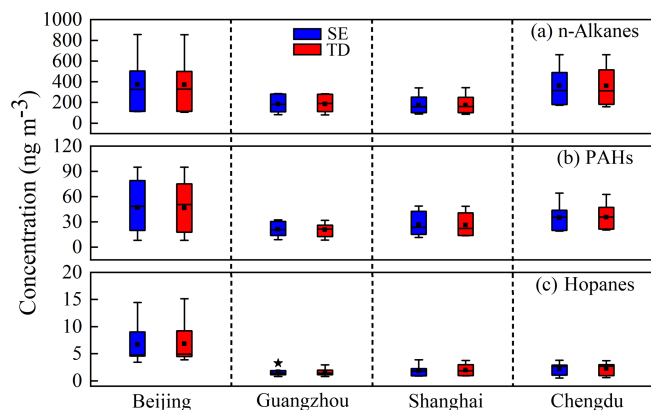 Concentration (ng m⁻³)
SE
TD
(a) n-Alkanes
1000
800
600
400
200
0
(b) PAHs
120
90
60
30
0
(c) Hopanes
20
15
10
5
0
Beijing
Guangzhou
Shanghai
Chengdu